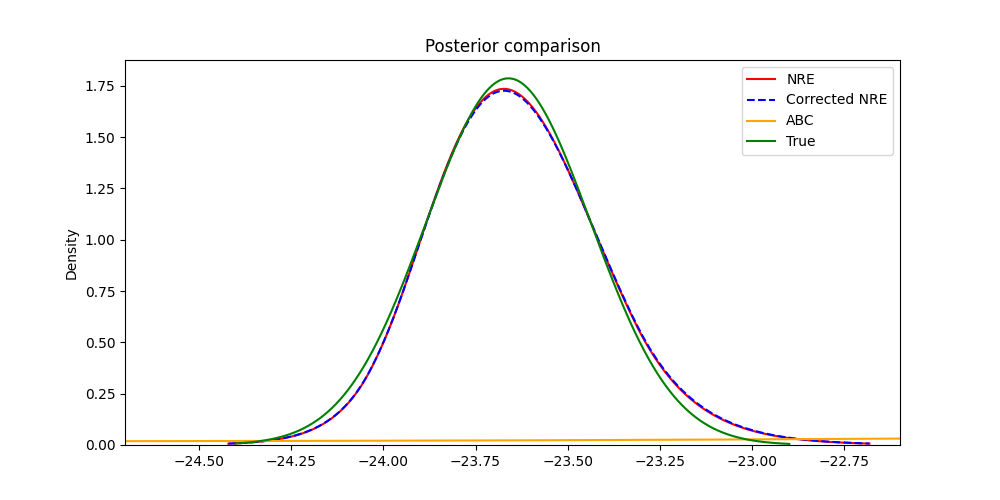 Posterior comparison
NRE
Corrected NRE
ABC
True
Density
1.75
1.50
1.25
1.00
0.75
0.50
0.25
0.00
−24.50 −24.25 −24.00 −23.75 −23.50 −23.25 −23.00 −22.75